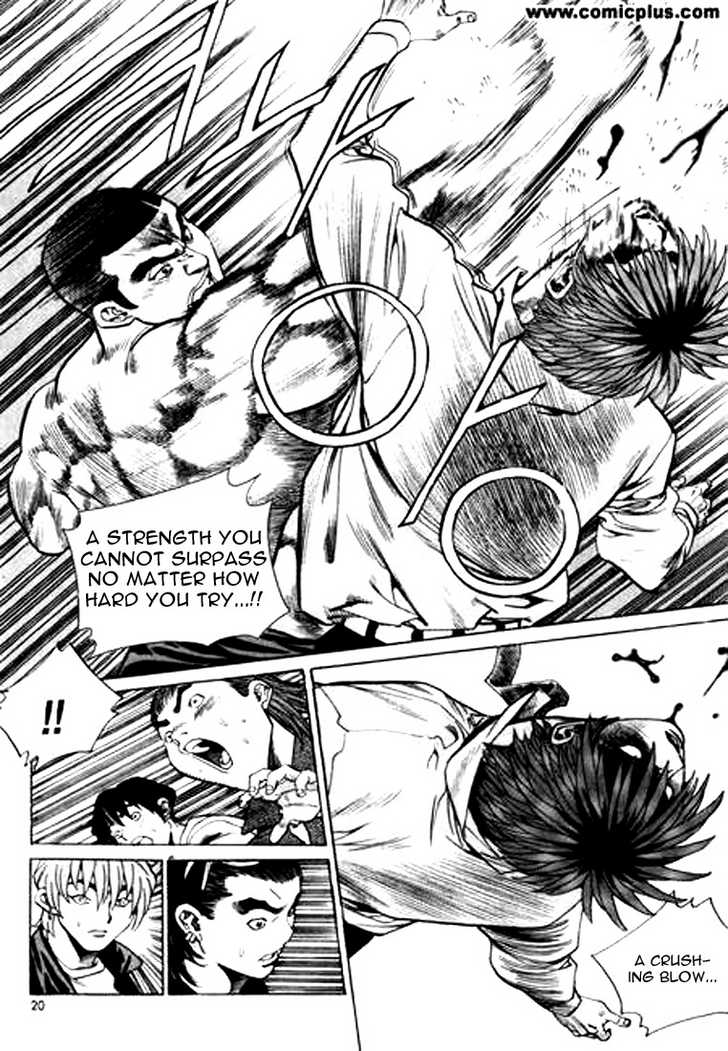 www.comicplus.com
A STRENGTH YOU
CANNOT SURPASS
NO MATTER HOW
HARD YOU TRY...!!
!!
A CRUSH-
ING BLOW...
20